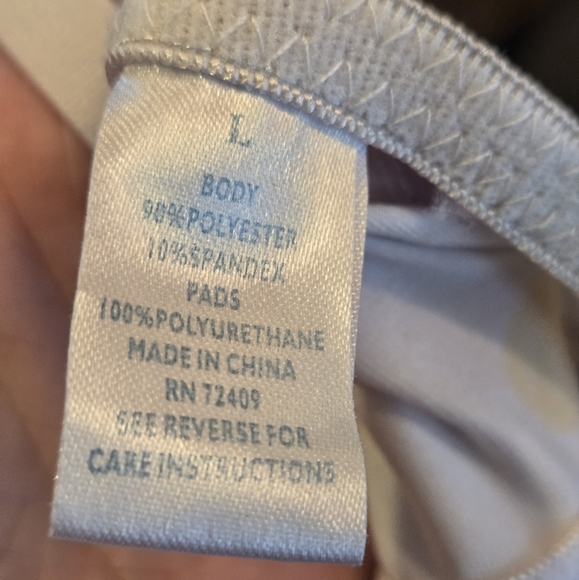 L
BODY
90%POLYESTER
10%SPANDEX
PADS
100%POLYURETHANE
MADE IN CHINA
RN 72409
SEE REVERSE FOR
CARE INSTRUCTIONS